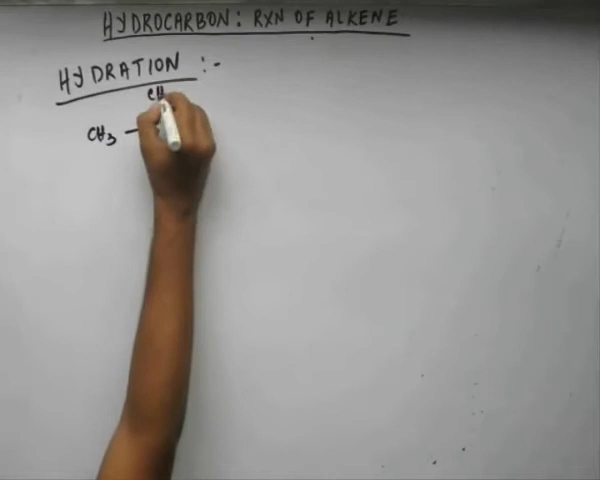 HYDROCARBON: RXN OF ALKENE
HYDRATION :-
CH
CH3 —